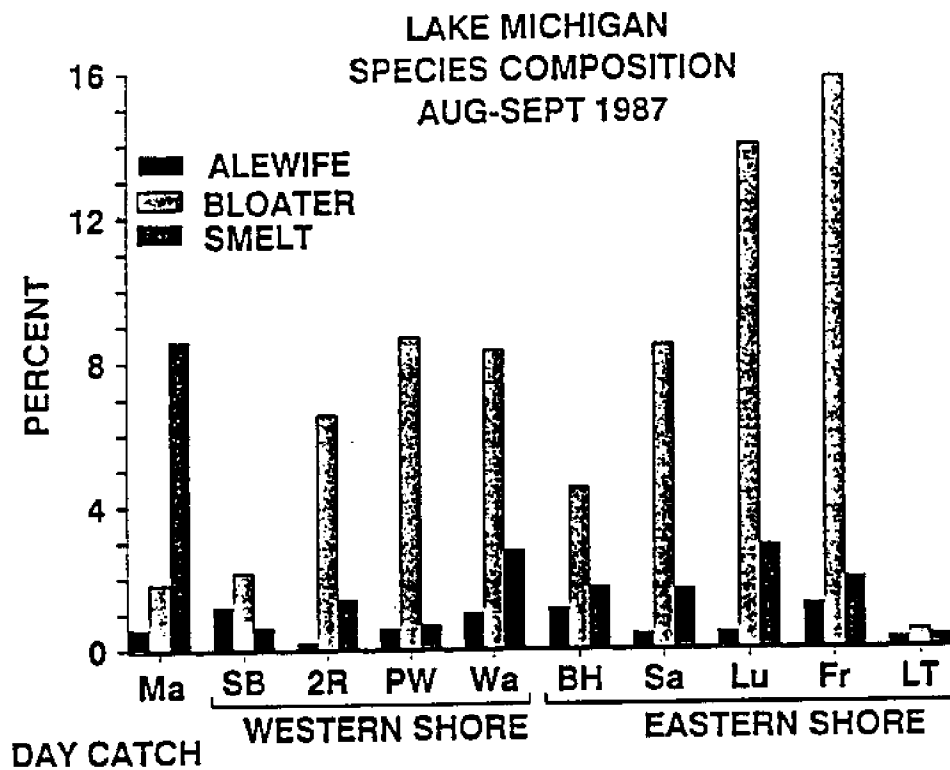 LAKE MICHIGAN
SPECIES COMPOSITION
AUG-SEPT 1987
ALEWIFE
BLOATER
SMELT
PERCENT
16
12
8
4
0
Ma SB 2R PW Wa BH Sa Lu Fr LT
WESTERN SHORE EASTERN SHORE
DAY CATCH